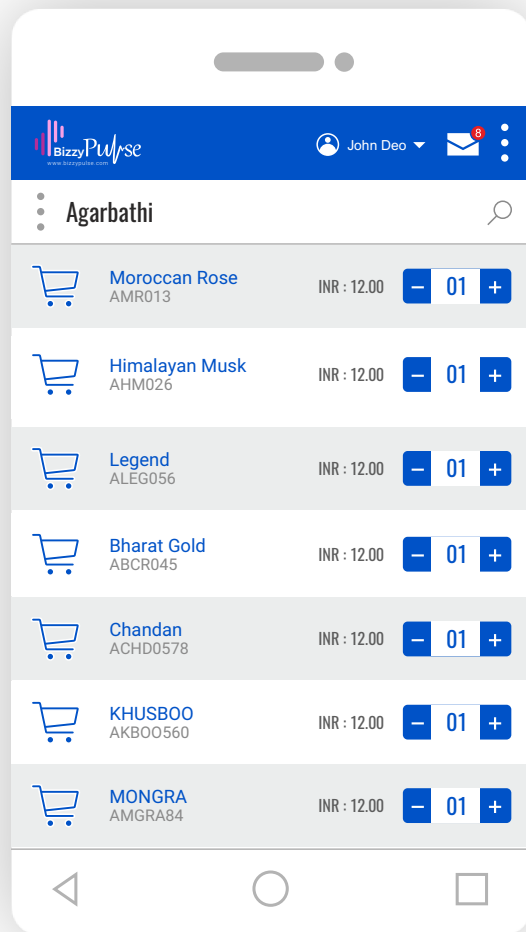 BizzyPulse
www.bizzypulse.com
John Deo
8
Agarbathi
Moroccan Rose
AMR013
INR : 12.00
− 01 +
Himalayan Musk
AHM026
INR : 12.00
− 01 +
Legend
ALEG056
INR : 12.00
− 01 +
Bharat Gold
ABCR045
INR : 12.00
− 01 +
Chandan
ACHD0578
INR : 12.00
− 01 +
KHUSBOO
AKBOO560
INR : 12.00
− 01 +
MONGRA
AMGRA84
INR : 12.00
− 01 +